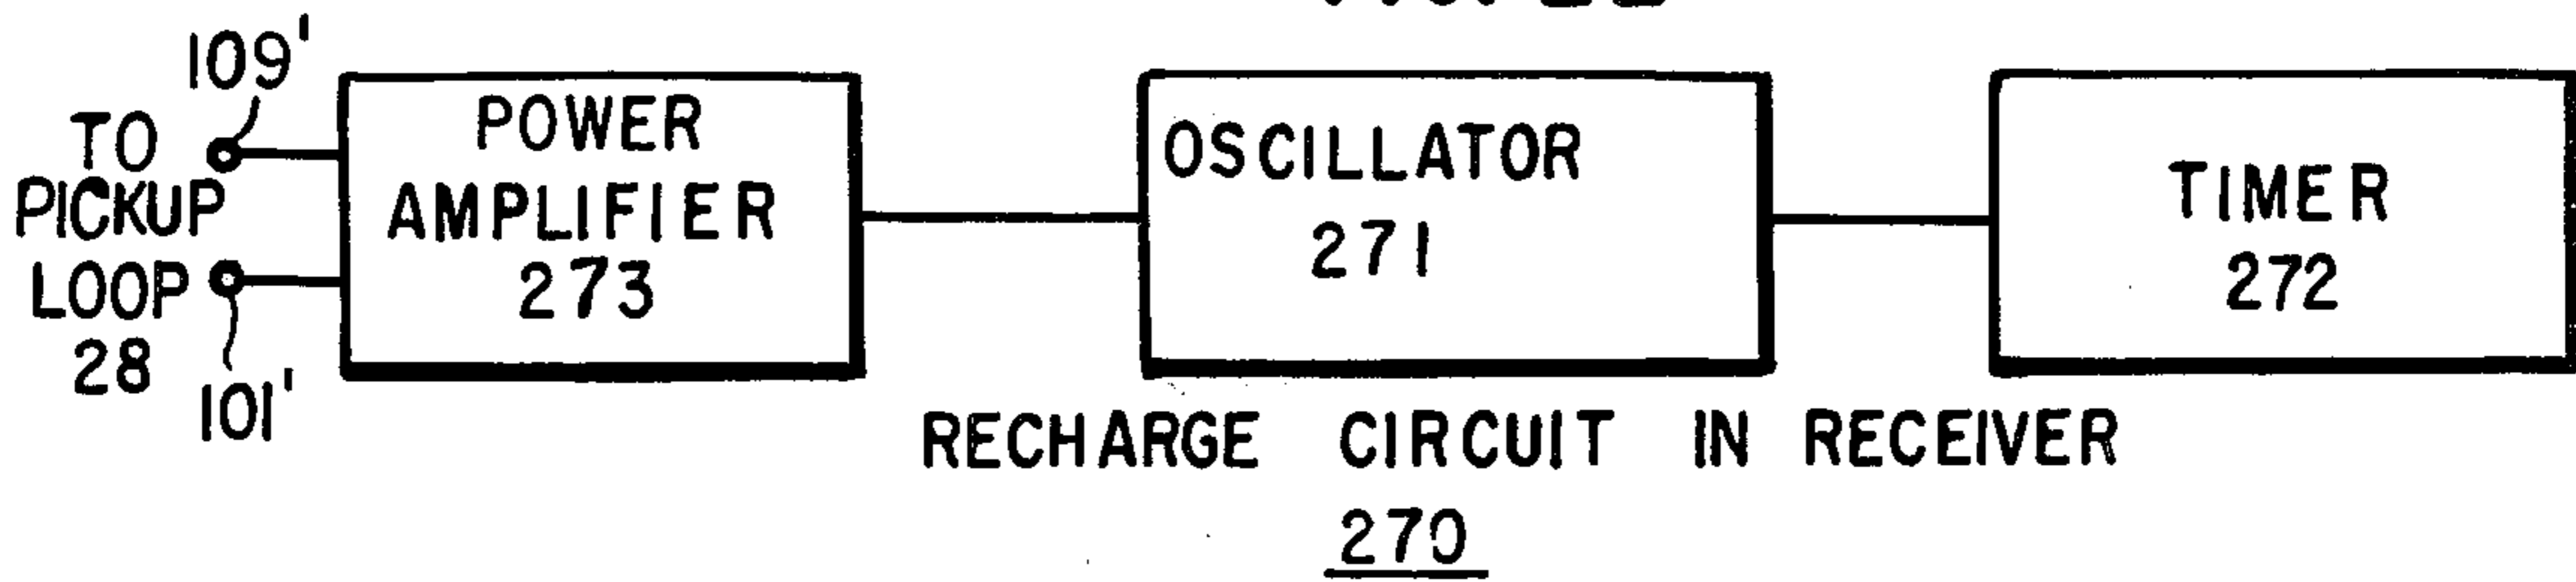 109'
TO
PICKUP
LOOP
28
101'
POWER
AMPLIFIER
273
OSCILLATOR
271
TIMER
272
RECHARGE CIRCUIT IN RECEIVER
270